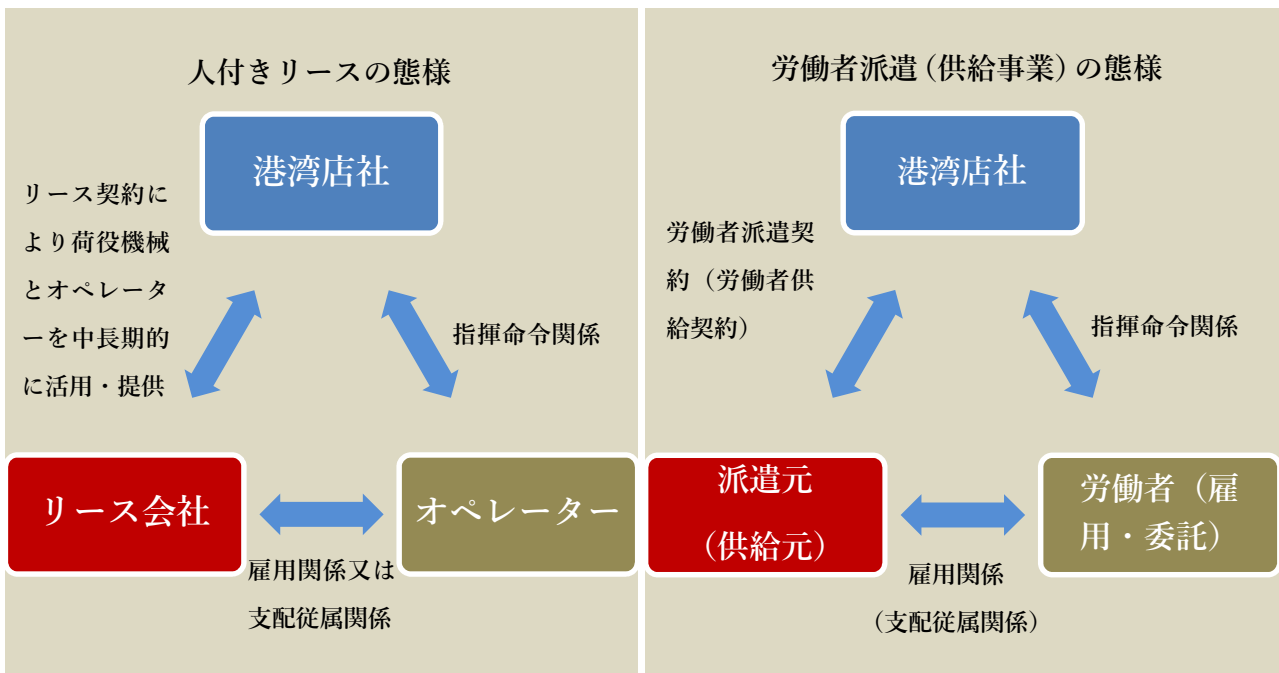 人付きリースの態様
港湾店社
リース契約に
より荷役機械
とオペレータ
ーを中長期的
に活用・提供
指揮命令関係
リース会社
オペレーター
雇用関係又は
支配従属関係
労働者派遣（供給事業）の態様
港湾店社
労働者派遣契
約（労働者供
給契約）
指揮命令関係
派遣元
（供給元）
労働者（雇
用・委託）
雇用関係
（支配従属関係）